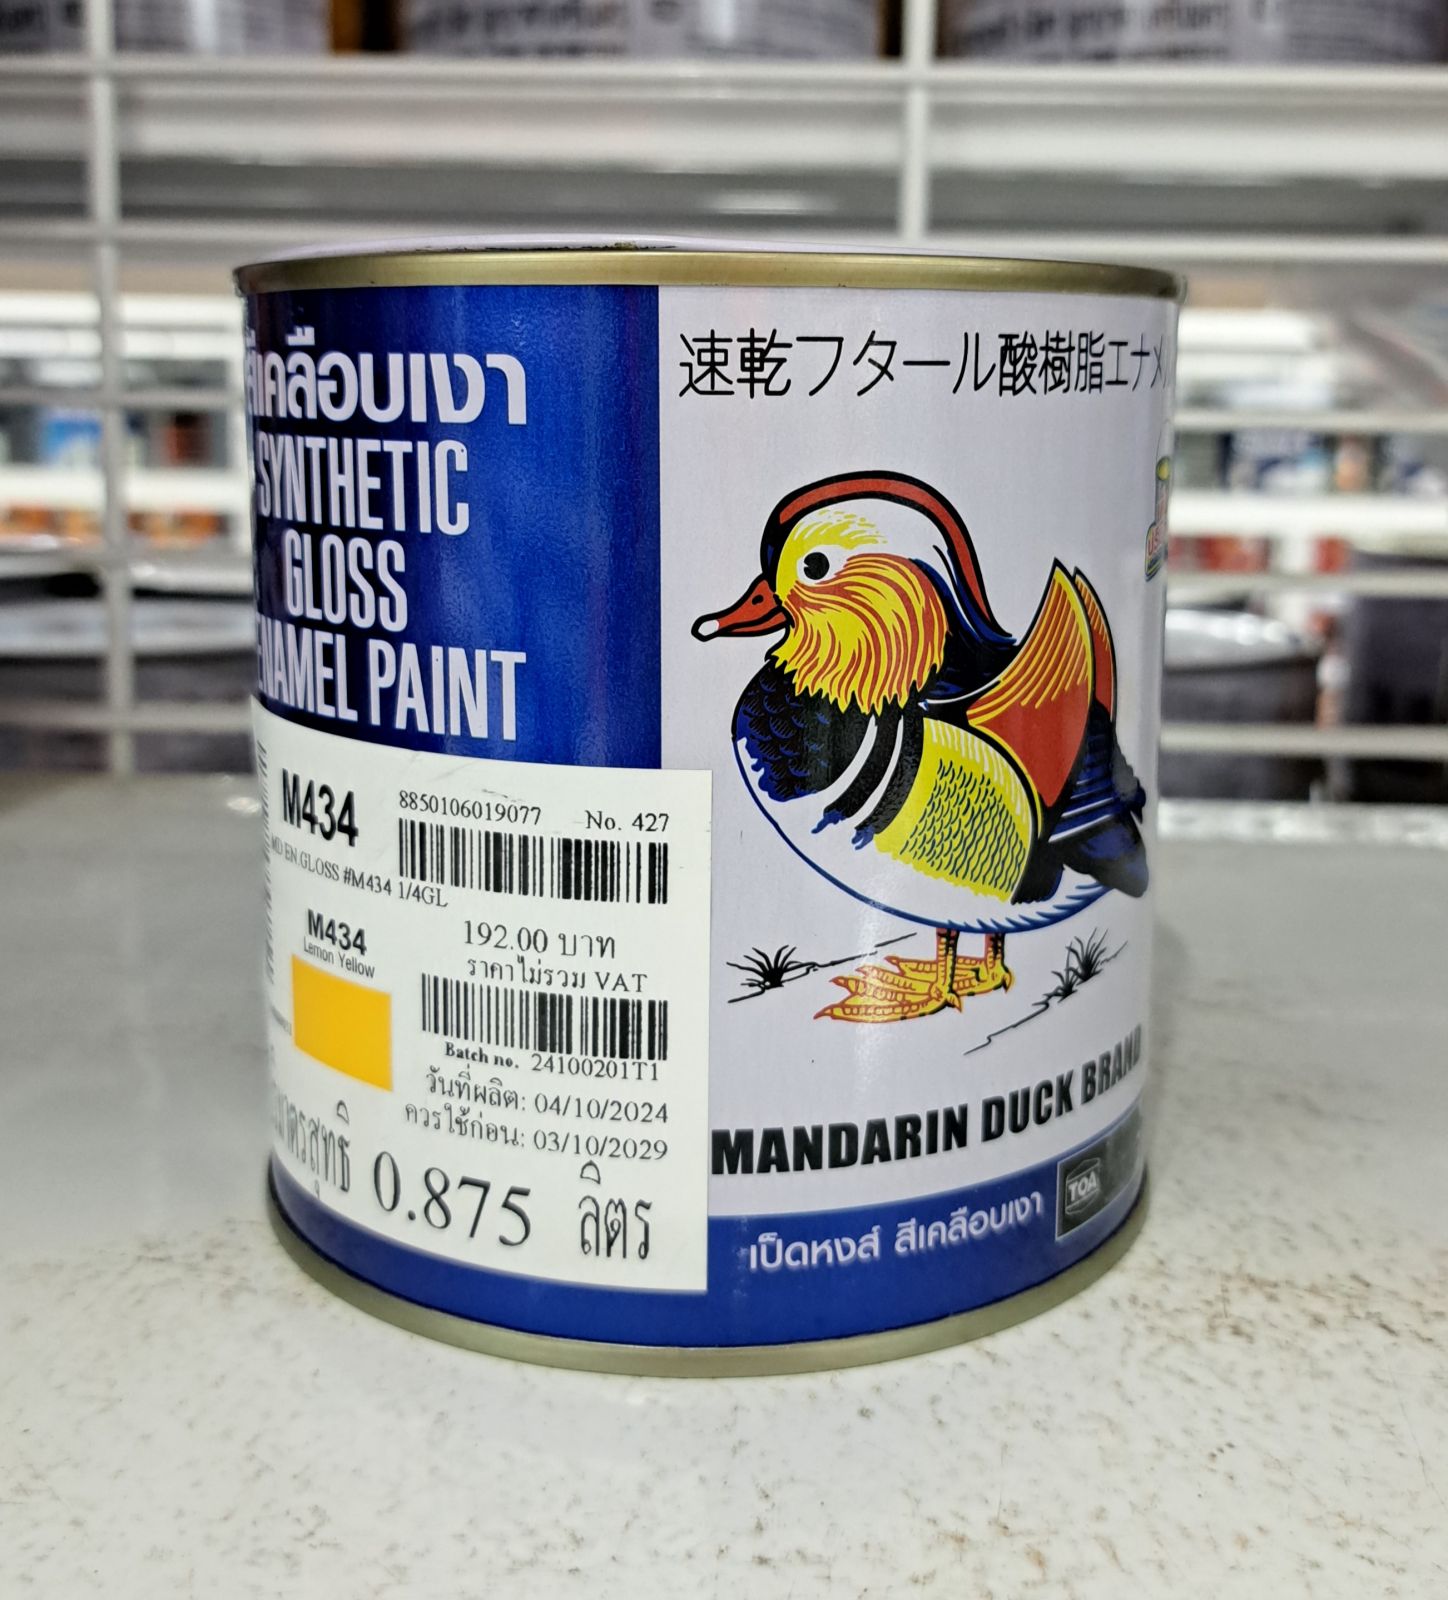 สีเคลือบเงา
SYNTHETIC
GLOSS
ENAMEL PAINT
速乾フタール酸樹脂エナメ
M434
8850106019077 No. 427
MD EN.GLOSS #M434 1/4GL
M434
Lemon Yellow
192.00 บาท
ราคาไม่รวม VAT
Batch no. 24100201T1
วันที่ผลิต: 04/10/2024
ควรใช้ก่อน: 03/10/2029
0.875 ลิตร
MANDARIN DUCK BRAND
เป็ดหงส์ สีเคลือบเงา
TOA